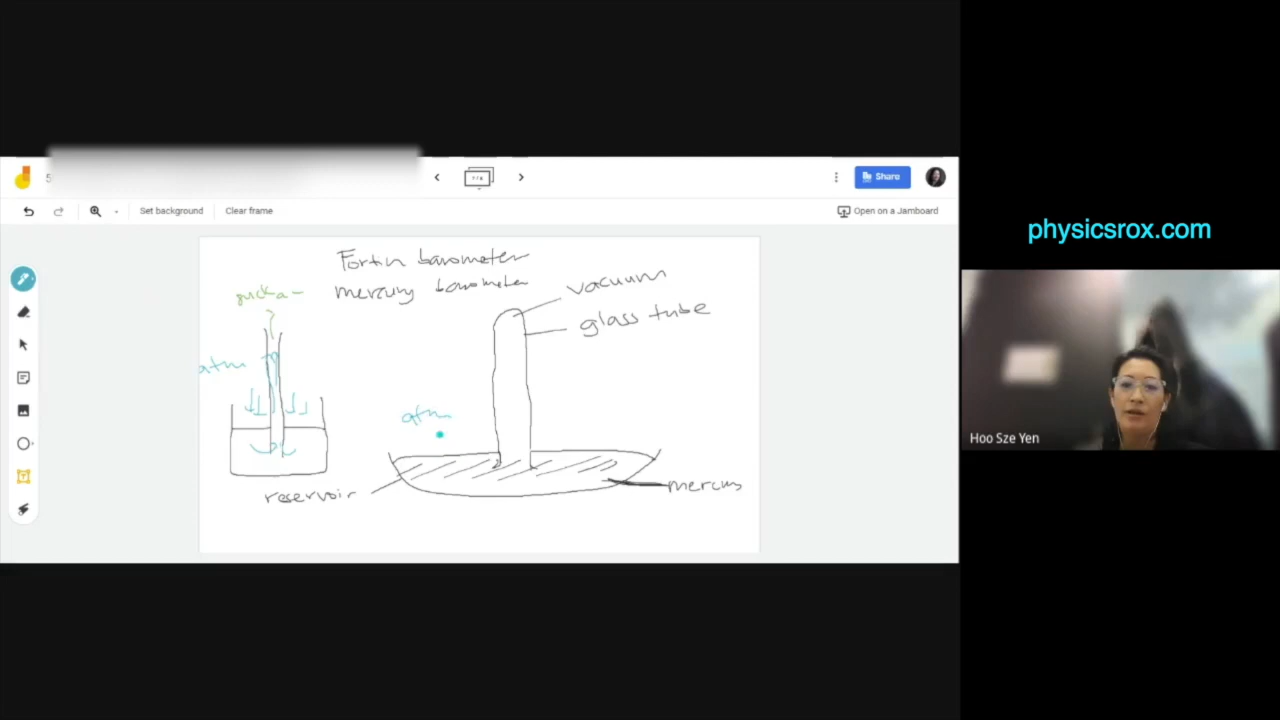 5
Share
Set background
Clear frame
Open on a Jamboard
Fortin barometer
mercury barometer
vacuum
glass tube
atm
atm
reservoir
physicsrox.com
Hoo Sze Yen